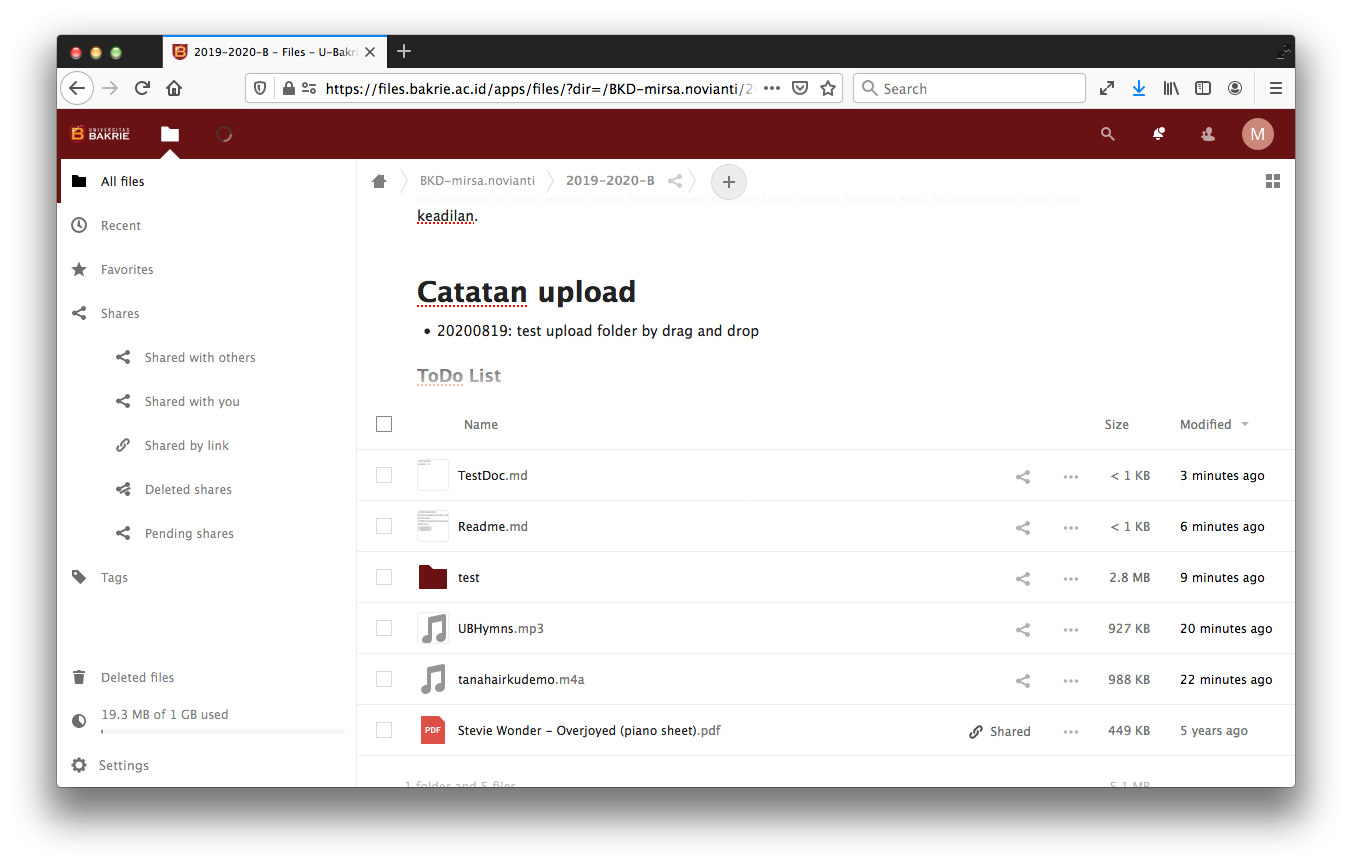 2019-2020-B – Files – U-Bakri
https://files.bakrie.ac.id/apps/files/?dir=/BKD-mirsa.novianti/2
Search
UNIVERSITAS
BAKRIE
M
All files
Recent
Favorites
Shares
Shared with others
Shared with you
Shared by link
Deleted shares
Pending shares
Tags
Deleted files
19.3 MB of 1 GB used
Settings
BKD-mirsa.novianti
2019-2020-B
+
keadilan.
Catatan upload
• 20200819: test upload folder by drag and drop
ToDo List
Name Size Modified
TestDoc.md < 1 KB 3 minutes ago
Readme.md < 1 KB 6 minutes ago
test 2.8 MB 9 minutes ago
UBHymns.mp3 927 KB 20 minutes ago
tanahairkudemo.m4a 988 KB 22 minutes ago
PDF Stevie Wonder – Overjoyed (piano sheet).pdf Shared 449 KB 5 years ago
1 folder and 5 files 5.1 MB